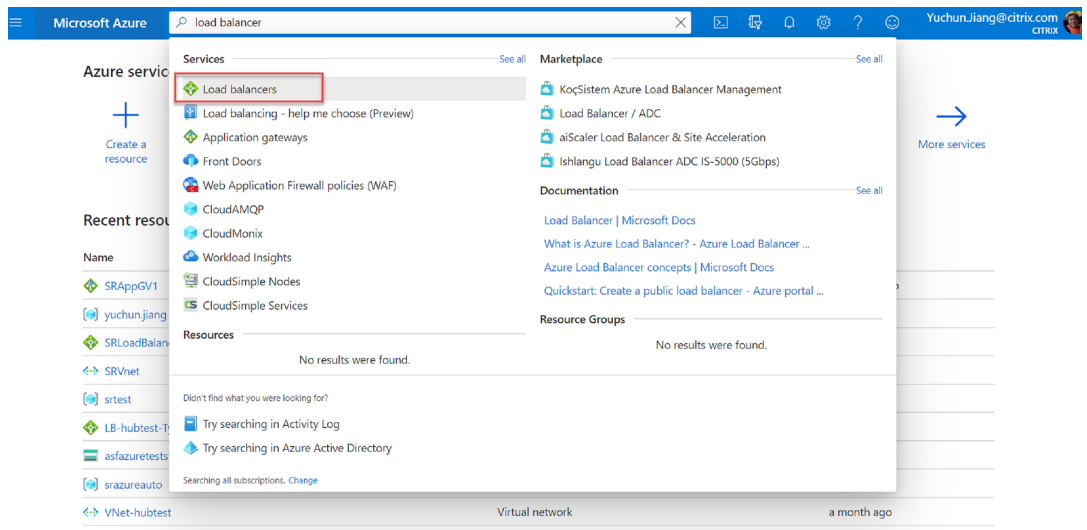 Microsoft Azure
load balancer
Yuchun.Jiang@citrix.com
CITRIX
Azure servic
Create a
resource
More services
Recent resou
Name
SRAppGV1
yuchun.jiang
SRLoadBalan
SRVnet
srtest
LB-hubtest-T
asfazuretests
srazureauto
VNet-hubtest
Virtual network
a month ago
Services
See all
Load balancers
Load balancing - help me choose (Preview)
Application gateways
Front Doors
Web Application Firewall policies (WAF)
CloudAMQP
CloudMonix
Workload Insights
CloudSimple Nodes
CS CloudSimple Services
Resources
No results were found.
Marketplace
See all
KoçSistem Azure Load Balancer Management
Load Balancer / ADC
aiScaler Load Balancer & Site Acceleration
Ishlangu Load Balancer ADC IS-5000 (5Gbps)
Documentation
See all
Load Balancer | Microsoft Docs
What is Azure Load Balancer? - Azure Load Balancer ...
Azure Load Balancer concepts | Microsoft Docs
Quickstart: Create a public load balancer - Azure portal ...
Resource Groups
No results were found.
Didn't find what you were looking for?
Try searching in Activity Log
Try searching in Azure Active Directory
Searching all subscriptions. Change